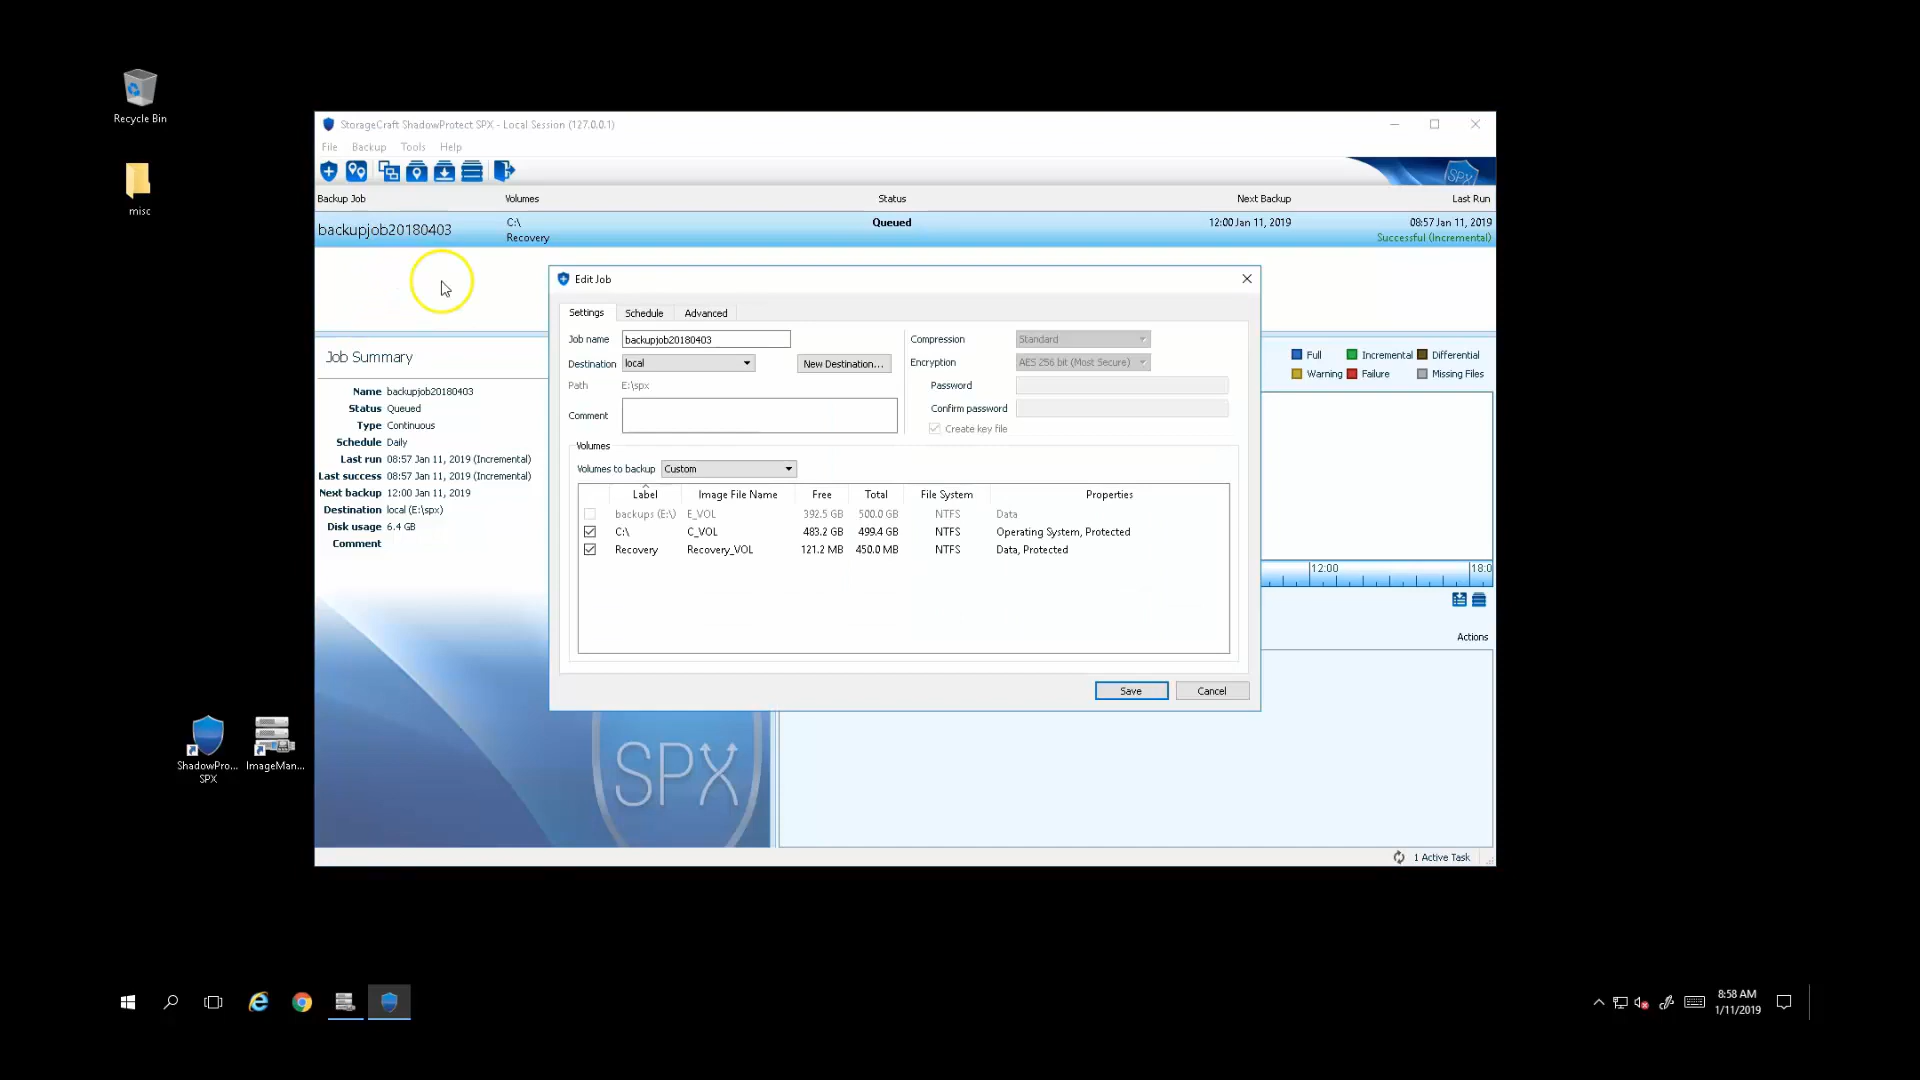 Recycle Bin
misc
ShadowPro...
SPX
ImageMan...
StorageCraft ShadowProtect SPX - Local Session (127.0.0.1)
File Backup Tools Help
SPX
Backup Job Volumes Status Next Backup Last Run
backupjob20180403 C:\ Queued 12:00 Jan 11, 2019 08:57 Jan 11, 2019
Recovery Successful (Incremental)
Job Summary
Name backupjob20180403
Status Queued
Type Continuous
Schedule Daily
Last run 08:57 Jan 11, 2019 (Incremental)
Last success 08:57 Jan 11, 2019 (Incremental)
Next backup 12:00 Jan 11, 2019
Destination local (E:\spx)
Disk usage 6.4 GB
Comment
SPX
Edit Job
Settings Schedule Advanced
Job name backupjob20180403
Destination local New Destination...
Path E:\spx
Comment
Compression Standard
Encryption AES 256 bit (Most Secure)
Password
Confirm password
Create key file
Volumes
Volumes to backup Custom
Label Image File Name Free Total File System Properties
backups (E:\) E_VOL 392.5 GB 500.0 GB NTFS Data
C:\ C_VOL 483.2 GB 499.4 GB NTFS Operating System, Protected
Recovery Recovery_VOL 121.2 MB 450.0 MB NTFS Data, Protected
Save Cancel
Full Incremental Differential
Warning Failure Missing Files
12:00 18:0
Actions
1 Active Task
8:58 AM
1/11/2019